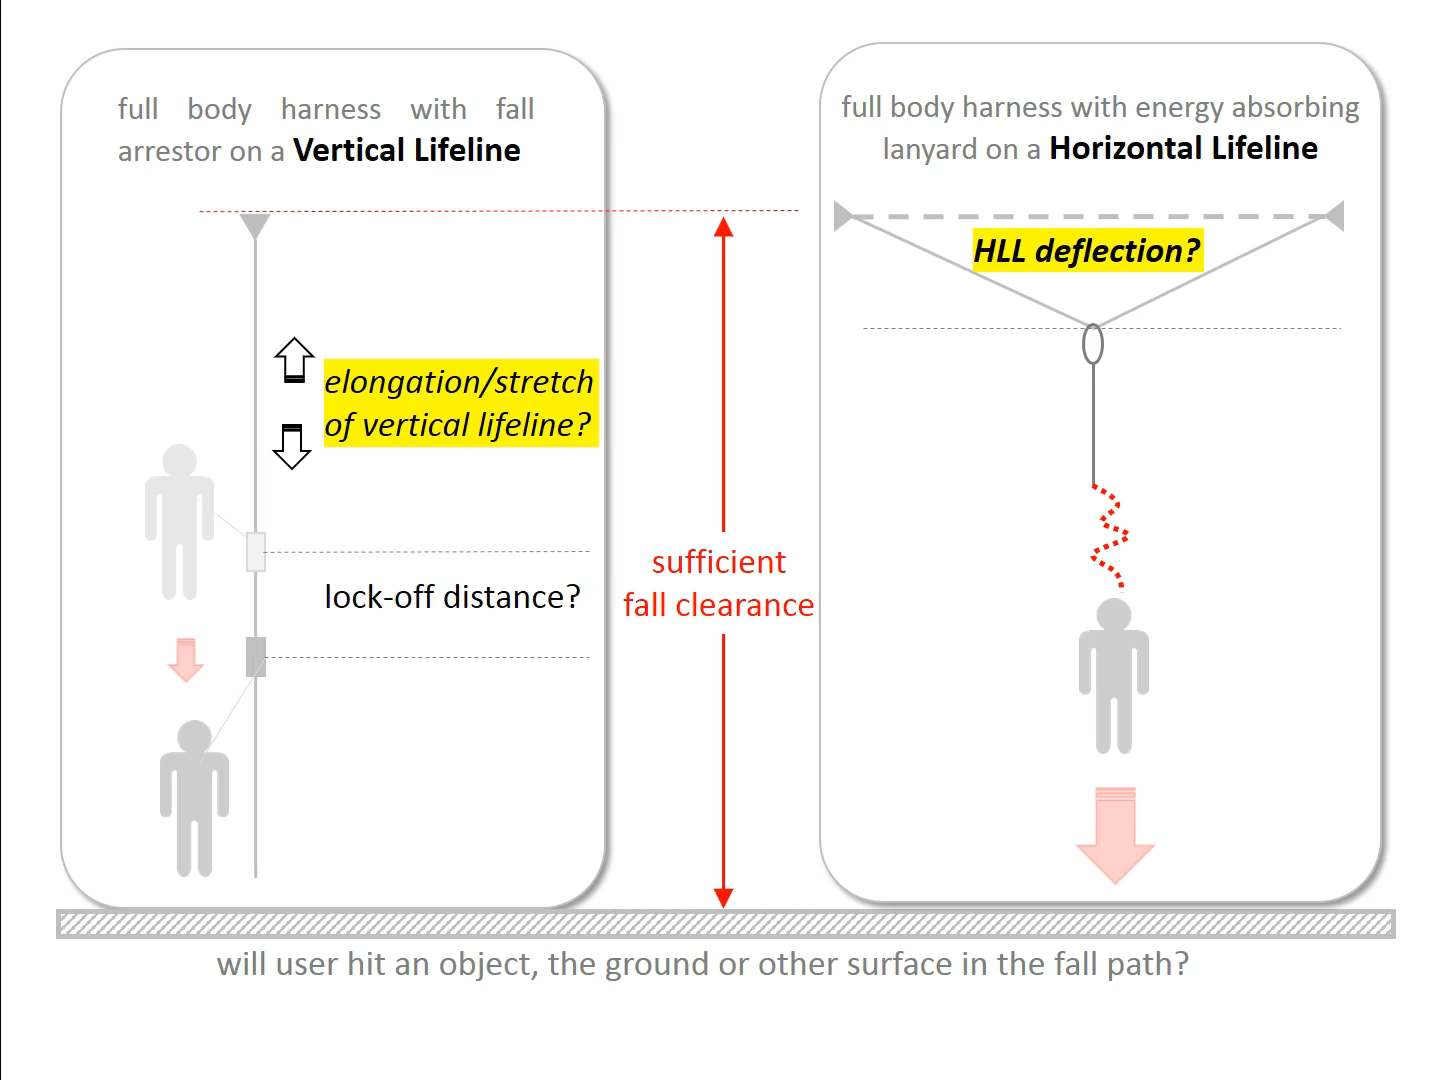 full body harness with fall
arrestor on a Vertical Lifeline
full body harness with energy absorbing
lanyard on a Horizontal Lifeline
HLL deflection?
elongation/stretch
of vertical lifeline?
lock-off distance?
sufficient
fall clearance
will user hit an object, the ground or other surface in the fall path?